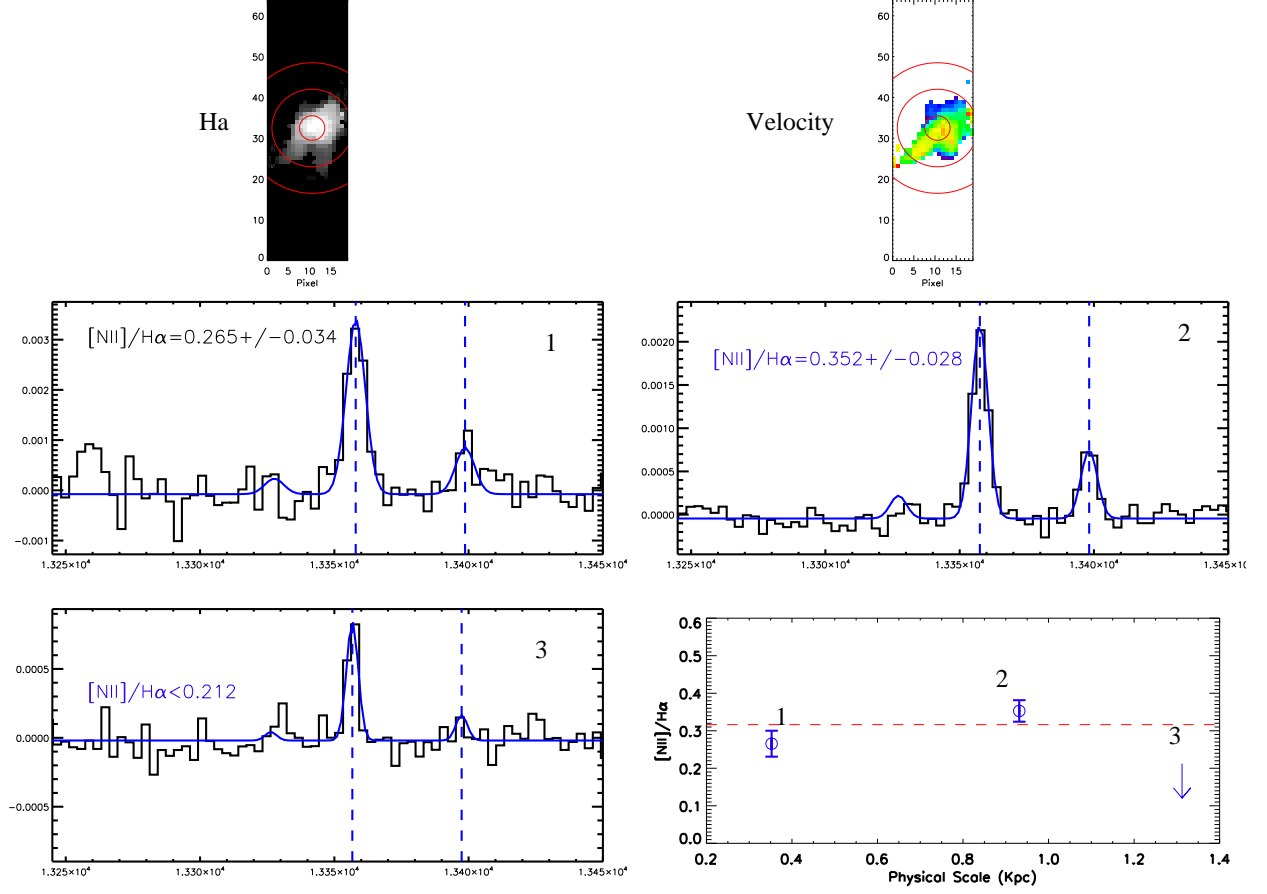 60
50
40
30
20
10
0
0 5 10 15
Pixel
Ha
60
50
40
30
20
10
0
0 5 10 15
Pixel
Velocity
[NII]/Hα=0.265+/-0.034
1
0.003
0.002
0.001
0.000
-0.001
1.325×10⁴ 1.330×10⁴ 1.335×10⁴ 1.340×10⁴ 1.345×10⁴
[NII]/Hα=0.352+/-0.028
2
0.0020
0.0015
0.0010
0.0005
0.0000
1.325×10⁴ 1.330×10⁴ 1.335×10⁴ 1.340×10⁴ 1.345×10⁴
[NII]/Hα<0.212
3
0.0005
0.0000
-0.0005
1.325×10⁴ 1.330×10⁴ 1.335×10⁴ 1.340×10⁴ 1.345×10⁴
[NII]/Hα
0.6
0.5
0.4
0.3
0.2
0.1
0.0
1
2
3
0.2 0.4 0.6 0.8 1.0 1.2 1.4
Physical Scale (Kpc)